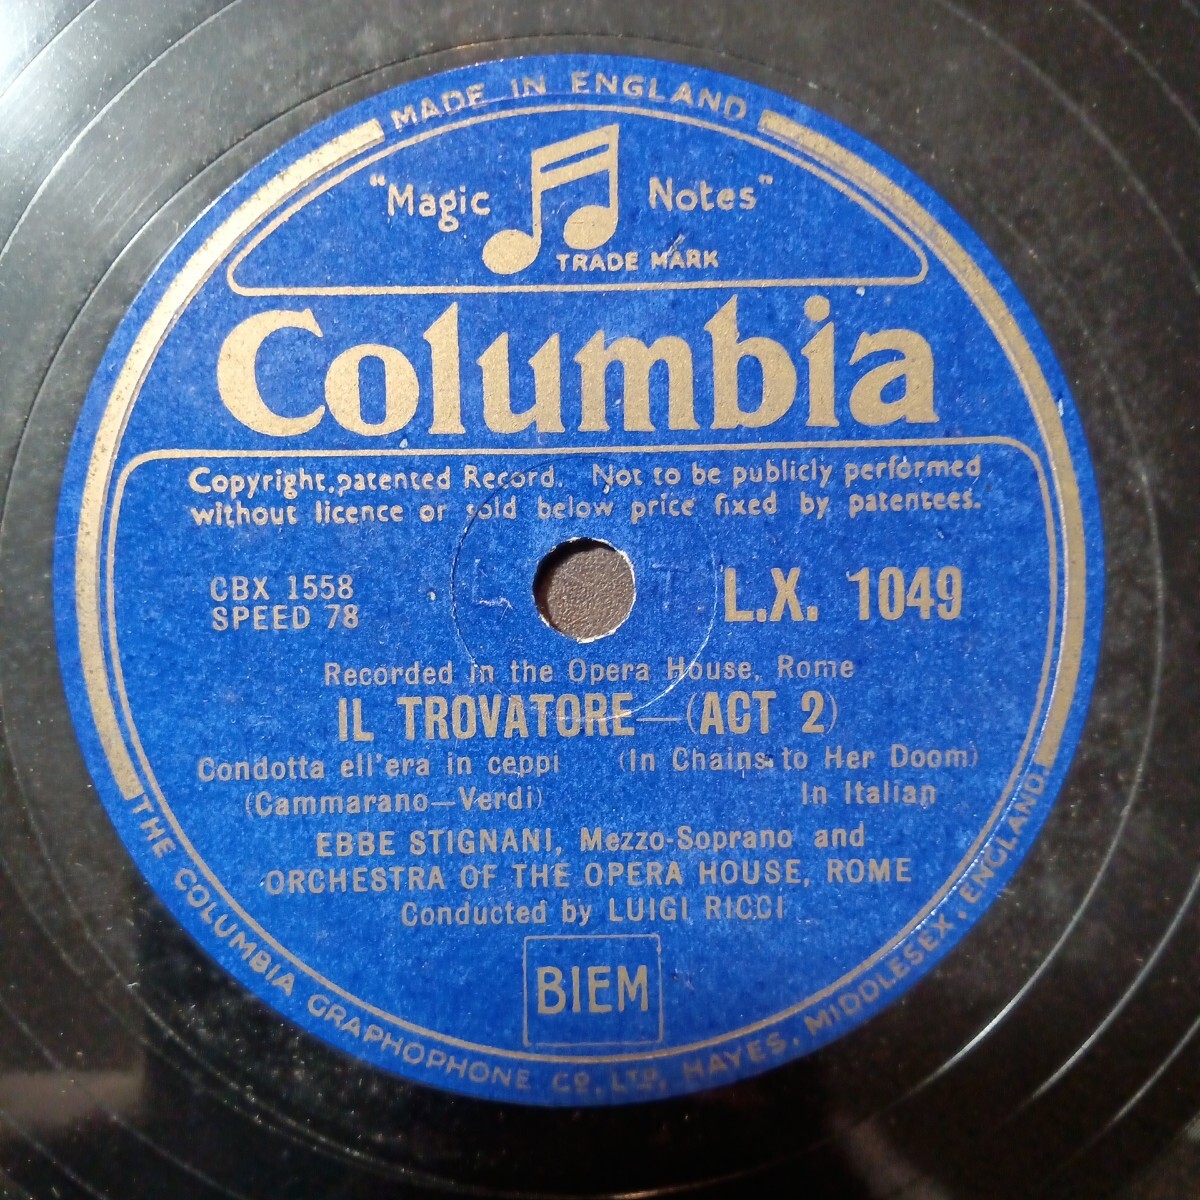 MADE IN ENGLAND
"Magic Notes"
TRADE MARK
Columbia
Copyright, patented Record. Not to be publicly performed
without licence or sold below price fixed by patentees.
CBX 1558
SPEED 78
L.X. 1049
Recorded in the Opera House, Rome
IL TROVATORE—(ACT 2)
Condotta ell'era in ceppi (In Chains to Her Doom)
(Cammarano—Verdi) In Italian
EBBE STIGNANI, Mezzo-Soprano and
ORCHESTRA OF THE OPERA HOUSE, ROME
Conducted by LUIGI RICCI
BIEM
THE COLUMBIA GRAPHOPHONE CO. LTD. HAYES, MIDDLESEX, ENGLAND.